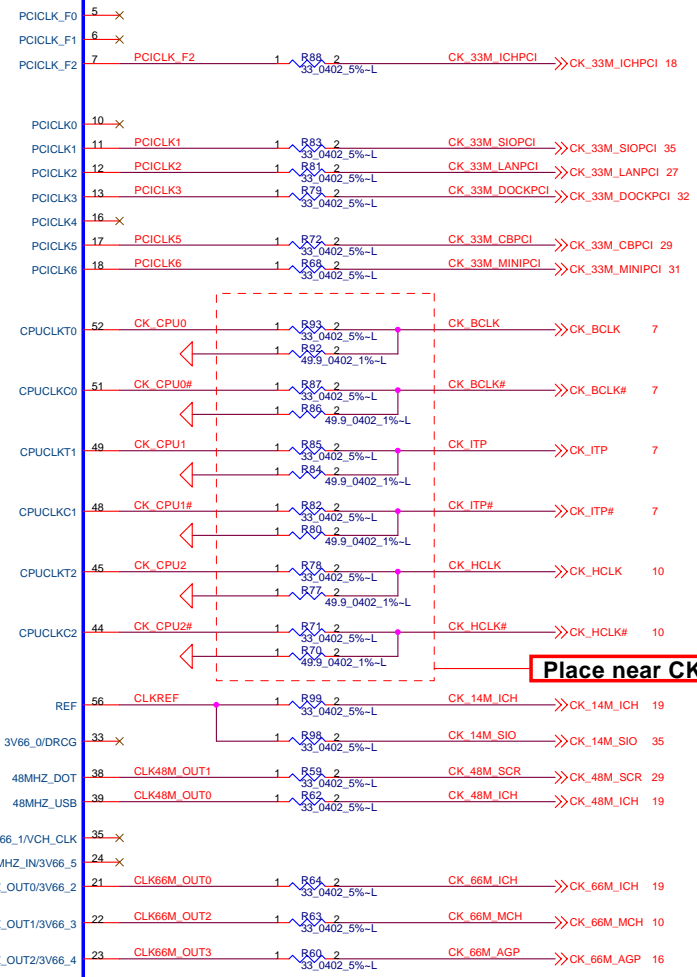 PCICLK_F0 5
PCICLK_F1 6
PCICLK_F2 7 PCICLK_F2 1 R88 2 CK_33M_ICHPCI CK_33M_ICHPCI 18
33_0402_5%~L
PCICLK0 10
PCICLK1 11 PCICLK1 1 R83 2 CK_33M_SIOPCI CK_33M_SIOPCI 35
33_0402_5%~L
PCICLK2 12 PCICLK2 1 R81 2 CK_33M_LANPCI CK_33M_LANPCI 27
33_0402_5%~L
PCICLK3 13 PCICLK3 1 R79 2 CK_33M_DOCKPCI CK_33M_DOCKPCI 32
33_0402_5%~L
PCICLK4 16
PCICLK5 17 PCICLK5 1 R72 2 CK_33M_CBPCI CK_33M_CBPCI 29
33_0402_5%~L
PCICLK6 18 PCICLK6 1 R68 2 CK_33M_MINIPCI CK_33M_MINIPCI 31
33_0402_5%~L
CPUCLKT0 52 CK_CPU0 1 R93 2 CK_BCLK CK_BCLK 7
33_0402_5%~L
1 R92 2
49.9_0402_1%~L
CPUCLKC0 51 CK_CPU0# 1 R87 2 CK_BCLK# CK_BCLK# 7
33_0402_5%~L
1 R86 2
49.9_0402_1%~L
CPUCLKT1 49 CK_CPU1 1 R85 2 CK_ITP CK_ITP 7
33_0402_5%~L
1 R84 2
49.9_0402_1%~L
CPUCLKC1 48 CK_CPU1# 1 R82 2 CK_ITP# CK_ITP# 7
33_0402_5%~L
1 R80 2
49.9_0402_1%~L
CPUCLKT2 45 CK_CPU2 1 R78 2 CK_HCLK CK_HCLK 10
33_0402_5%~L
1 R77 2
49.9_0402_1%~L
CPUCLKC2 44 CK_CPU2# 1 R71 2 CK_HCLK# CK_HCLK# 10
33_0402_5%~L
1 R70 2
49.9_0402_1%~L
Place near CK
REF 56 CLKREF 1 R99 2 CK_14M_ICH CK_14M_ICH 19
33_0402_5%~L
3V66_0/DRCG 33 1 R98 2 CK_14M_SIO CK_14M_SIO 35
33_0402_5%~L
48MHZ_DOT 38 CLK48M_OUT1 1 R59 2 CK_48M_SCR CK_48M_SCR 29
33_0402_5%~L
48MHZ_USB 39 CLK48M_OUT0 1 R62 2 CK_48M_ICH CK_48M_ICH 19
33_0402_5%~L
66_1/VCH_CLK 35
MHZ_IN/3V66_5 24
_OUT0/3V66_2 21 CLK66M_OUT0 1 R64 2 CK_66M_ICH CK_66M_ICH 19
33_0402_5%~L
_OUT1/3V66_3 22 CLK66M_OUT2 1 R63 2 CK_66M_MCH CK_66M_MCH 10
33_0402_5%~L
_OUT2/3V66_4 23 CLK66M_OUT3 1 R60 2 CK_66M_AGP CK_66M_AGP 16
33_0402_5%~L